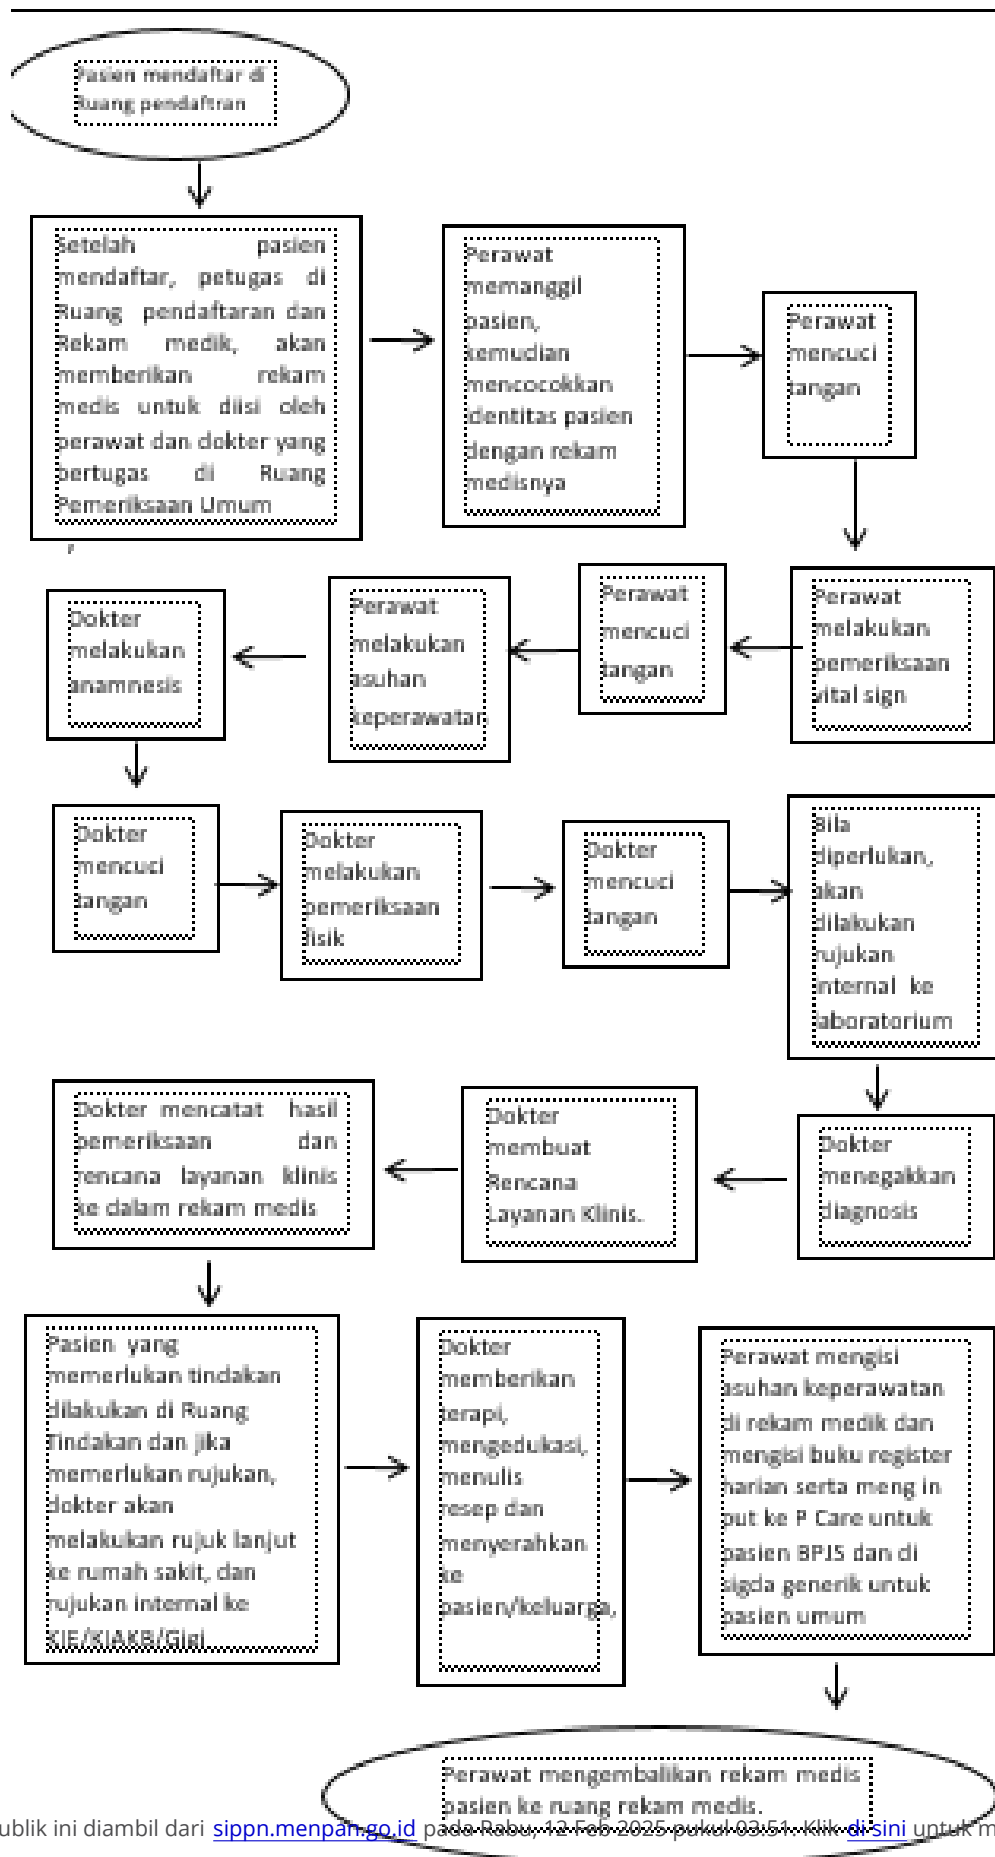 Pasien mendaftar di
Ruang pendaftran
Setelah pasien
mendaftar, petugas di
Ruang pendaftaran dan
Rekam medik, akan
memberikan rekam
medis untuk diisi oleh
perawat dan dokter yang
bertugas di Ruang
Pemeriksaan Umum
,
Perawat
memanggil
pasien,
kemudian
mencocokkan
identitas pasien
dengan rekam
medisnya
Perawat
mencuci
tangan
Perawat
melakukan
pemeriksaan
vital sign
Perawat
mencuci
tangan
Perawat
melakukan
asuhan
keperawatan
Dokter
melakukan
anamnesis
Dokter
mencuci
tangan
Dokter
melakukan
pemeriksaan
fisik
Dokter
mencuci
tangan
Bila
diperlukan,
akan
dilakukan
rujukan
internal ke
laboratorium
Dokter
menegakkan
diagnosis
Dokter
membuat
Rencana
Layanan Klinis.
Dokter mencatat hasil
pemeriksaan dan
rencana layanan klinis
ke dalam rekam medis
Pasien yang
memerlukan tindakan
dilakukan di Ruang
Tindakan dan jika
memerlukan rujukan,
dokter akan
melakukan rujuk lanjut
ke rumah sakit, dan
rujukan internal ke
KIE/KIAKB/Gigi
Dokter
memberikan
terapi,
mengedukasi,
menulis
resep dan
menyerahkan
ke
pasien/keluarga,
Perawat mengisi
asuhan keperawatan
di rekam medik dan
mengisi buku register
harian serta meng in
put ke P Care untuk
pasien BPJS dan di
sigda generik untuk
pasien umum
Perawat mengembalikan rekam medis
pasien ke ruang rekam medis.
ublik ini diambil dari sippn.menpan.go.id pada Rabu, 12 Feb 2025 pukul 03:51. Klik di sini untuk m